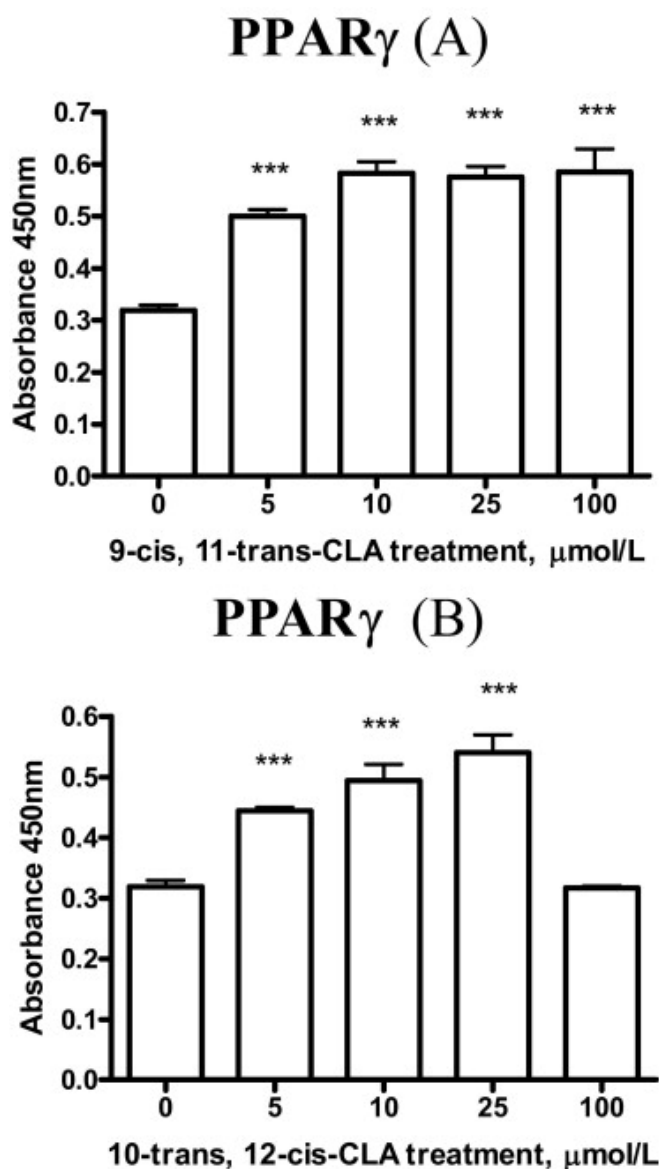 PPARγ (A)
0.7
0.6
0.5
0.4
0.3
0.2
0.1
0.0
Absorbance 450nm
*** *** *** ***
0 5 10 25 100
9-cis, 11-trans-CLA treatment, μmol/L
PPARγ (B)
0.6
0.5
0.4
0.3
0.2
0.1
0.0
Absorbance 450nm
*** *** ***
0 5 10 25 100
10-trans, 12-cis-CLA treatment, μmol/L